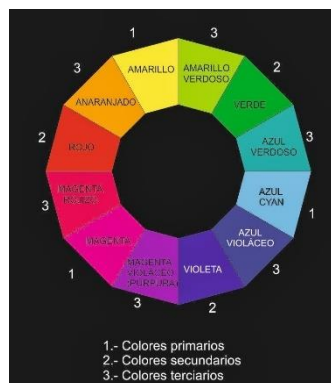 1
3
AMARILLO
AMARILLO
VERDOSO
3
2
ANARANJADO
VERDE
2
3
ROJO
AZUL
VERDOSO
3
1
MAGENTA
ROJIZO
AZUL
CYAN
1
3
MAGENTA
AZUL
VIOLÁCEO
MAGENTA
VIOLÁCEO
(PÚRPURA)
VIOLETA
3
2
1.- Colores primarios
2.- Colores secundarios
3.- Colores terciarios